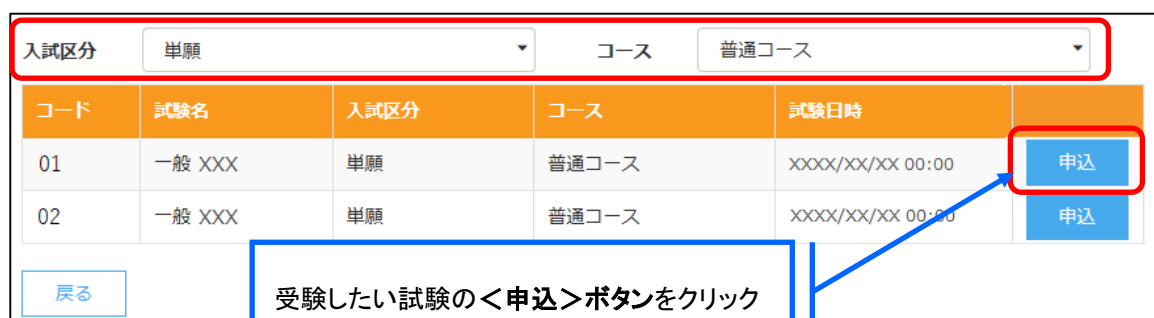 入試区分 単願 コース 普通コース
コード 試験名 入試区分 コース 試験日時
01 一般 XXX 単願 普通コース XXXX/XX/XX 00:00 申込
02 一般 XXX 単願 普通コース XXXX/XX/XX 00:00 申込
戻る
受験したい試験の＜申込＞ボタンをクリック